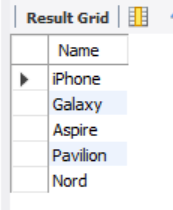 Result Grid
Name
iPhone
Galaxy
Aspire
Pavilion
Nord